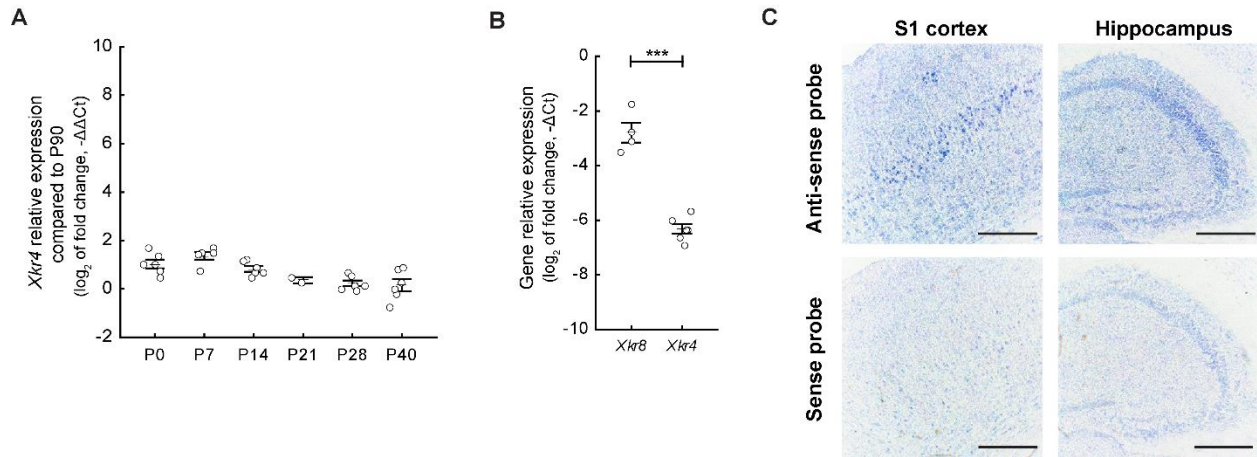 A
Xkr4 relative expression
compared to P90
(log2 of fold change, -ΔΔCt)
10
8
6
4
2
0
-2
P0 P7 P14 P21 P28 P40
B
Gene relative expression
(log2 of fold change, -ΔCt)
0
-2
-4
-6
-8
-10
***
Xkr8 Xkr4
C
S1 cortex Hippocampus
Anti-sense probe
Sense probe